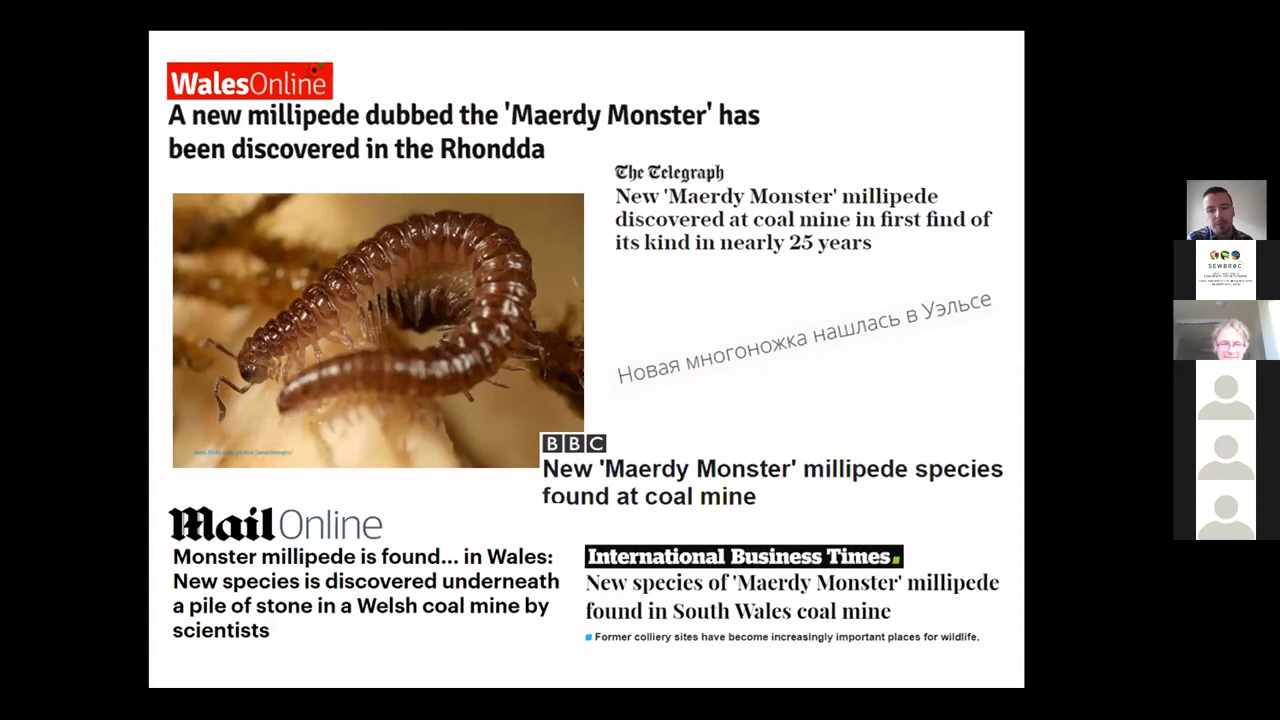 WalesOnline
A new millipede dubbed the 'Maerdy Monster' has
been discovered in the Rhondda
The Telegraph
New 'Maerdy Monster' millipede
discovered at coal mine in first find of
its kind in nearly 25 years
Новая многоножка нашлась в Уэльсе
BBC
New 'Maerdy Monster' millipede species
found at coal mine
Mail Online
Monster millipede is found... in Wales:
New species is discovered underneath
a pile of stone in a Welsh coal mine by
scientists
International Business Times.
New species of 'Maerdy Monster' millipede
found in South Wales coal mine
Former colliery sites have become increasingly important places for wildlife.
SEWBReC